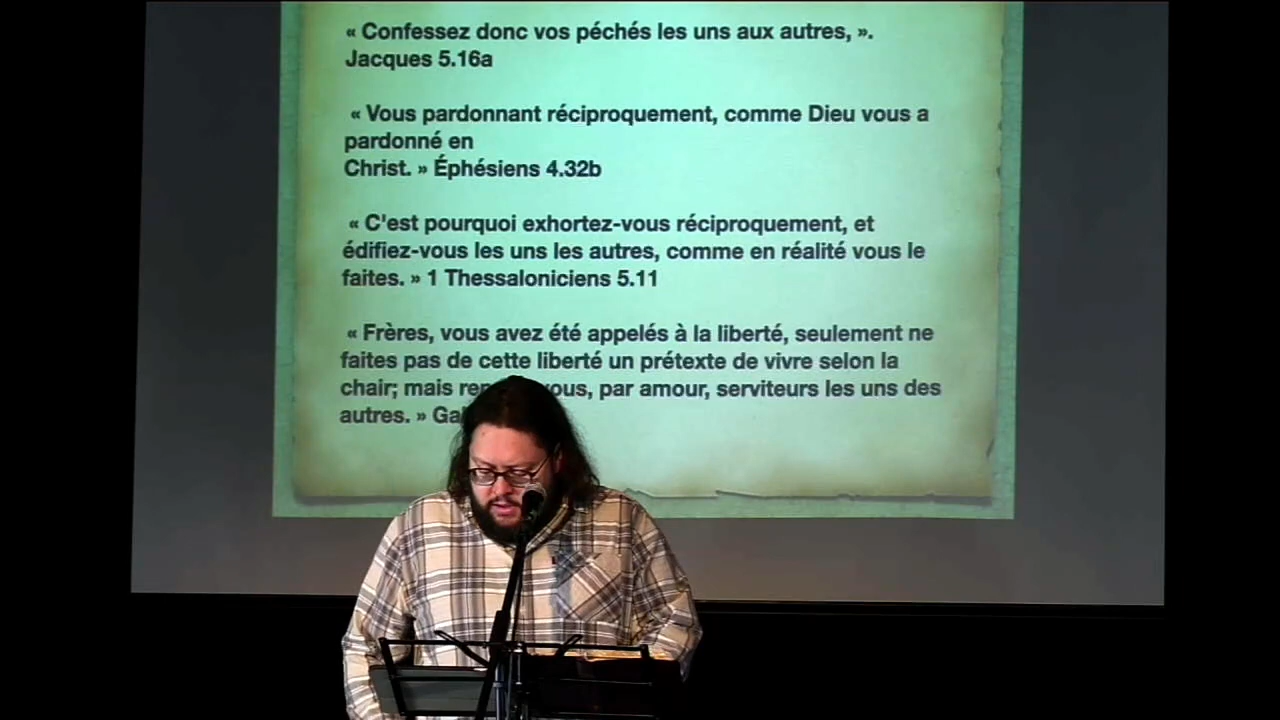 « Confessez donc vos péchés les uns aux autres, ».
Jacques 5.16a
« Vous pardonnant réciproquement, comme Dieu vous a
pardonné en
Christ. » Éphésiens 4.32b
« C'est pourquoi exhortez-vous réciproquement, et
édifiez-vous les uns les autres, comme en réalité vous le
faites. » 1 Thessaloniciens 5.11
« Frères, vous avez été appelés à la liberté, seulement ne
faites pas de cette liberté un prétexte de vivre selon la
chair; mais vous, par amour, serviteurs les uns des
autres. »